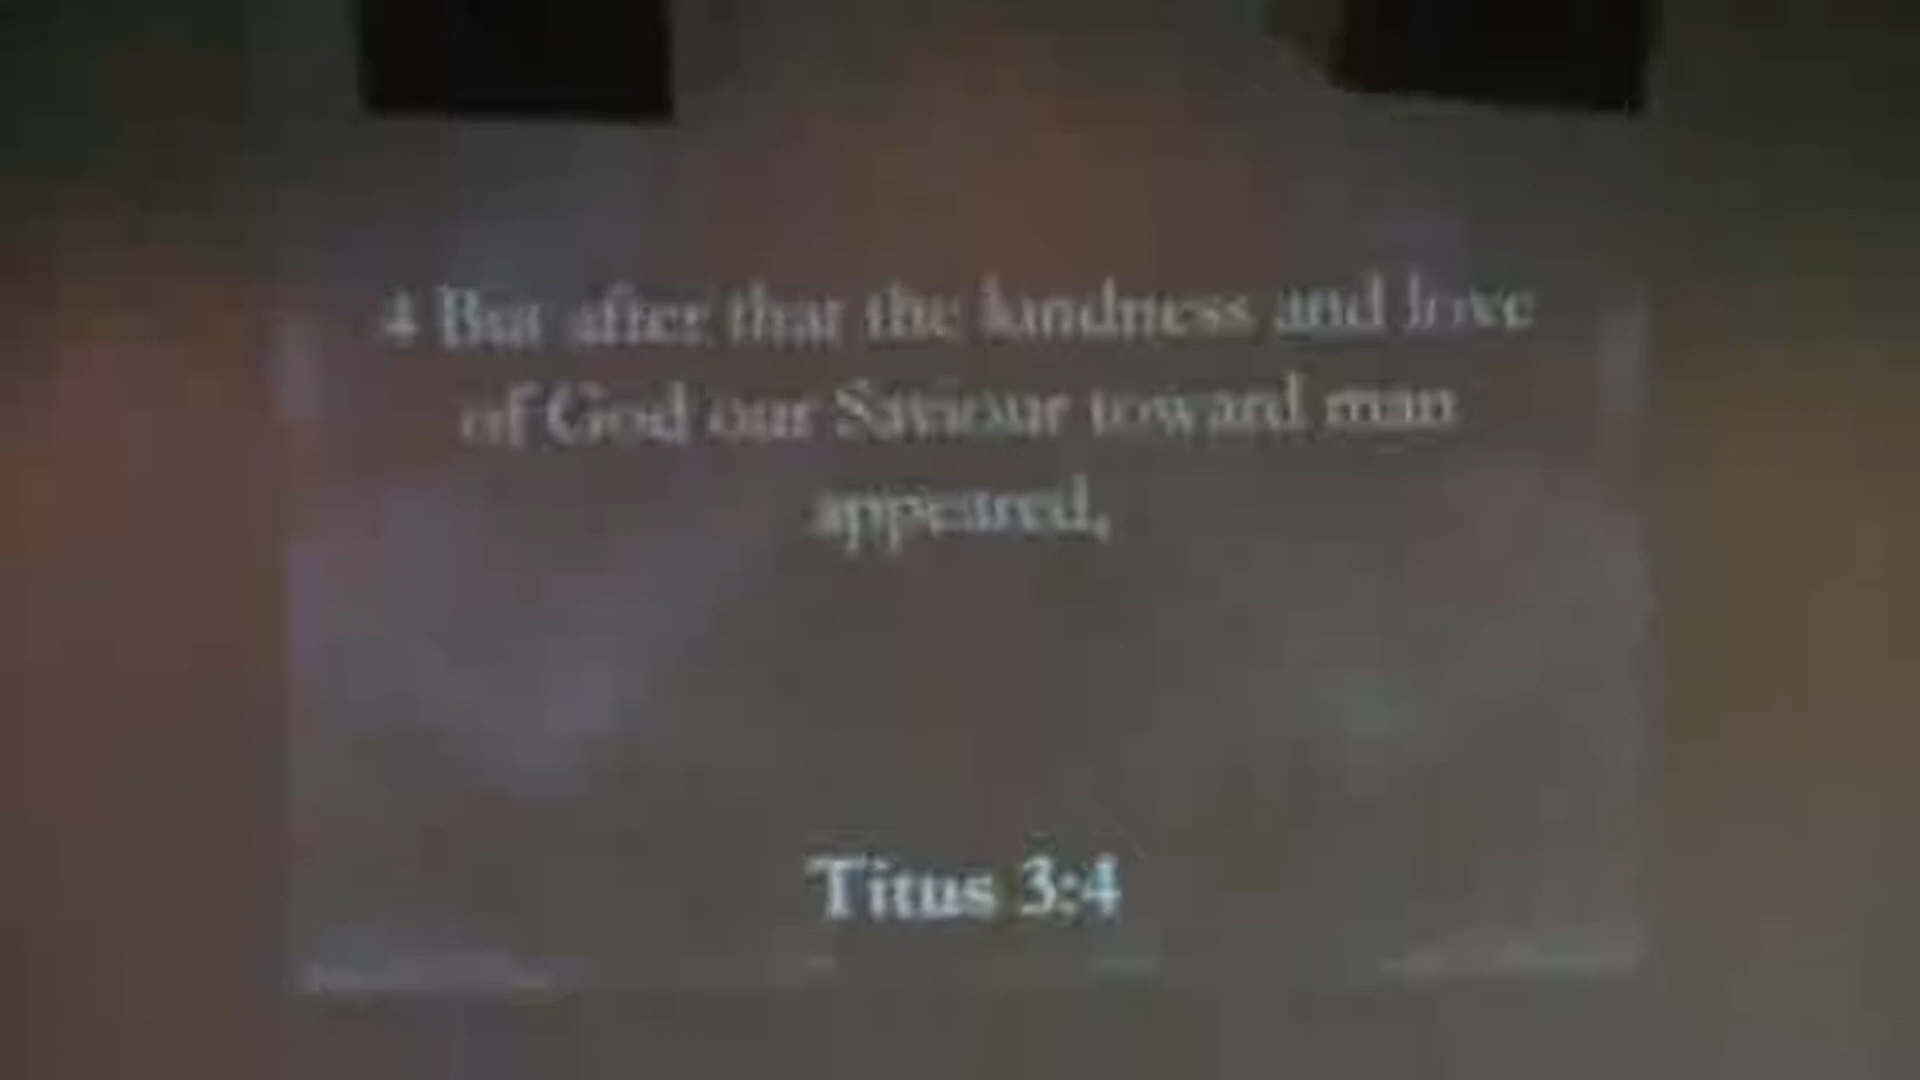 4 But after that the kindness and love
of God our Saviour toward man
appeared,
Titus 3:4